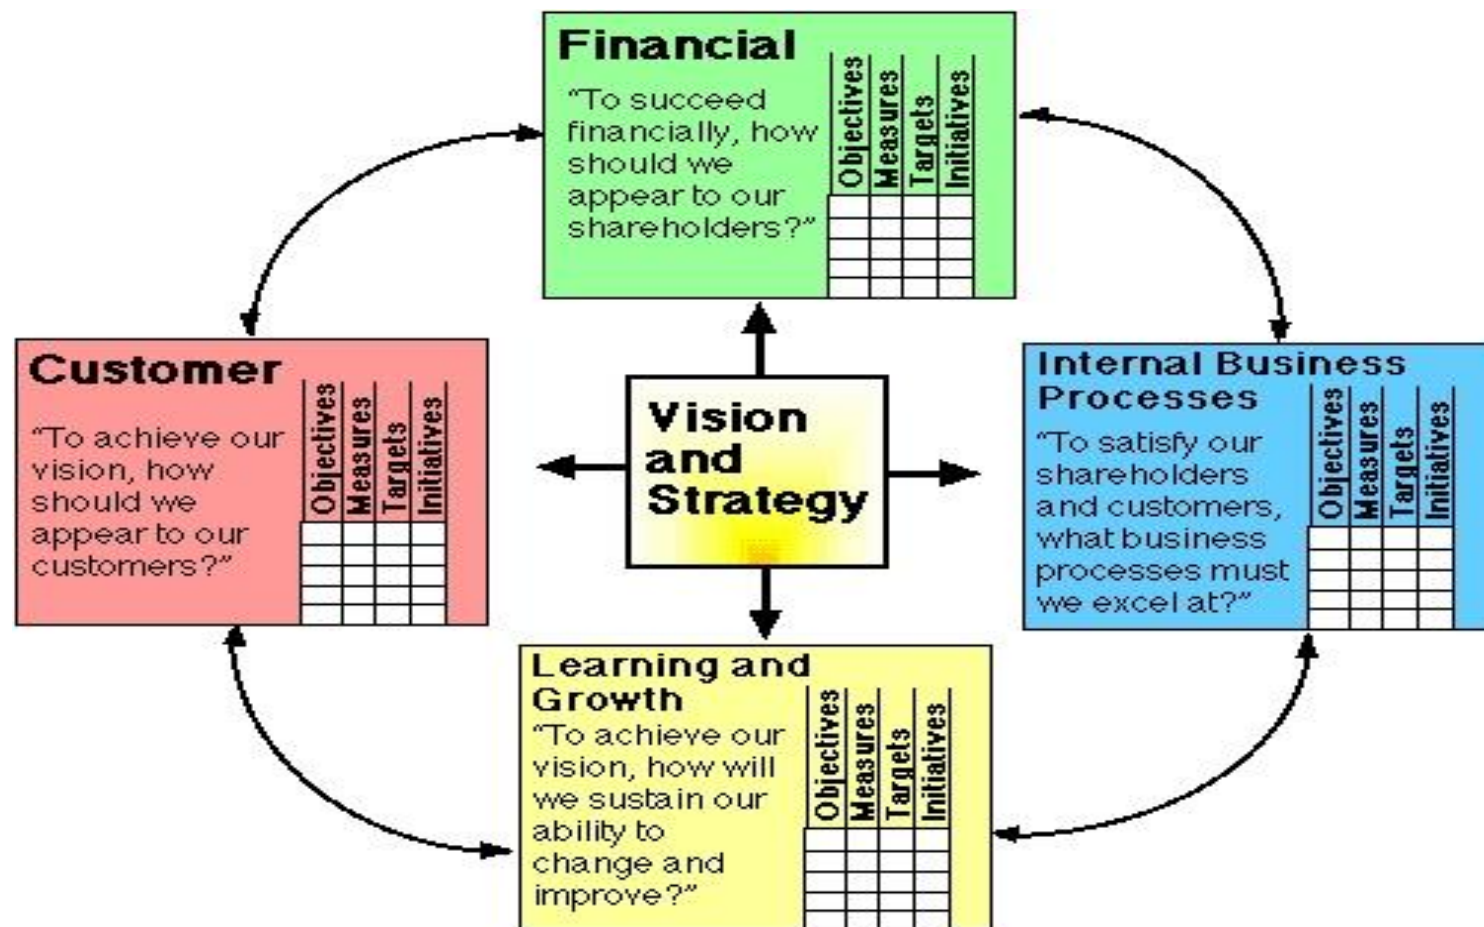 Financial
“To succeed
financially, how
should we
appear to our
shareholders?”
Objectives
Measures
Targets
Initiatives
Customer
“To achieve our
vision, how
should we
appear to our
customers?”
Objectives
Measures
Targets
Initiatives
Vision
and
Strategy
Internal Business
Processes
“To satisfy our
shareholders
and customers,
what business
processes must
we excel at?”
Objectives
Measures
Targets
Initiatives
Learning and
Growth
“To achieve our
vision, how will
we sustain our
ability to
change and
improve?”
Objectives
Measures
Targets
Initiatives